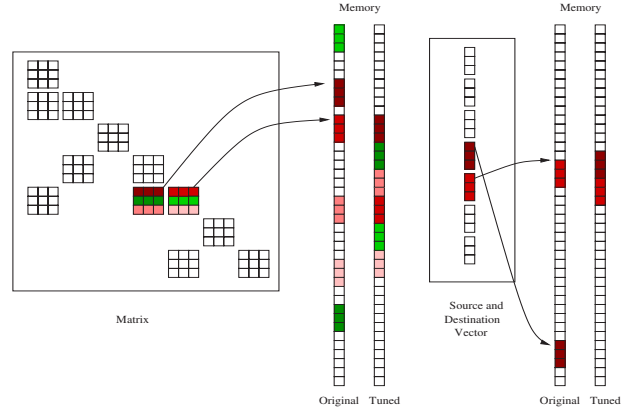 Memory
Memory
Matrix
Source and
Destination
Vector
Original
Tuned
Original
Tuned